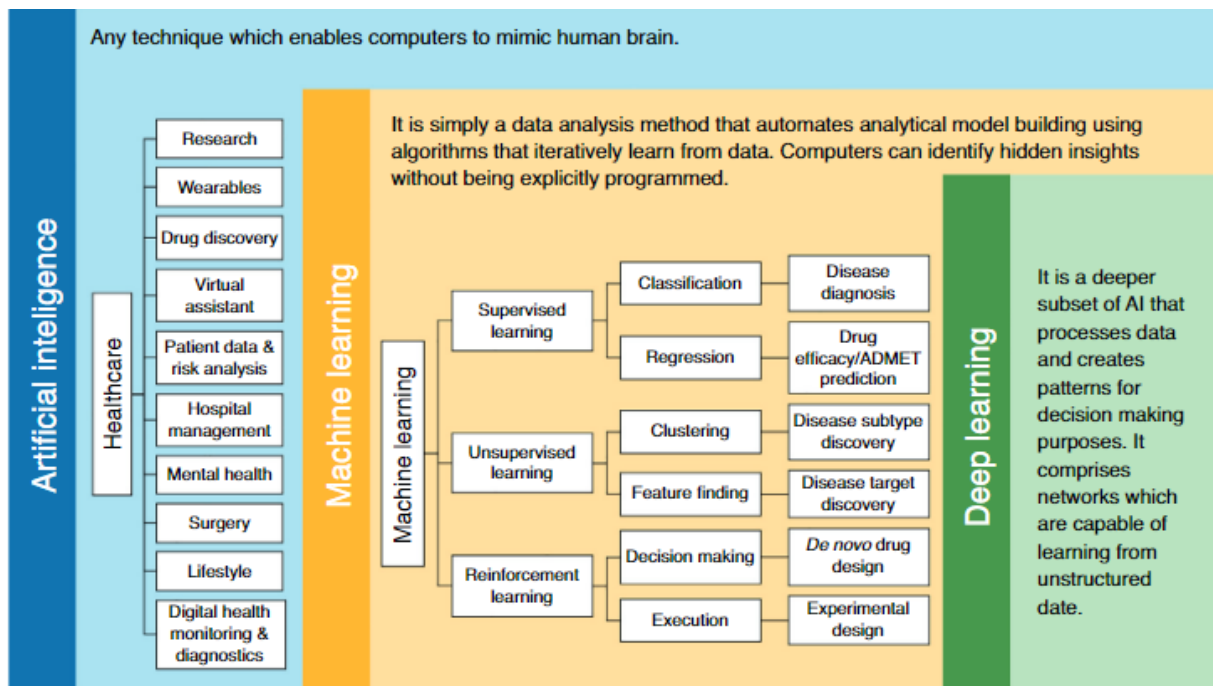 Any technique which enables computers to mimic human brain.
Artificial inteligence
Healthcare
Research
Wearables
Drug discovery
Virtual
assistant
Patient data &
risk analysis
Hospital
management
Mental health
Surgery
Lifestyle
Digital health
monitoring &
diagnostics
Machine learning
It is simply a data analysis method that automates analytical model building using
algorithms that iteratively learn from data. Computers can identify hidden insights
without being explicitly programmed.
Machine learning
Supervised
learning
Classification
Disease
diagnosis
Regression
Drug
efficacy/ADMET
prediction
Unsupervised
learning
Clustering
Disease subtype
discovery
Feature finding
Disease target
discovery
Reinforcement
learning
Decision making
De novo drug
design
Execution
Experimental
design
Deep learning
It is a deeper
subset of AI that
processes data
and creates
patterns for
decision making
purposes. It
comprises
networks which
are capable of
learning from
unstructured
date.